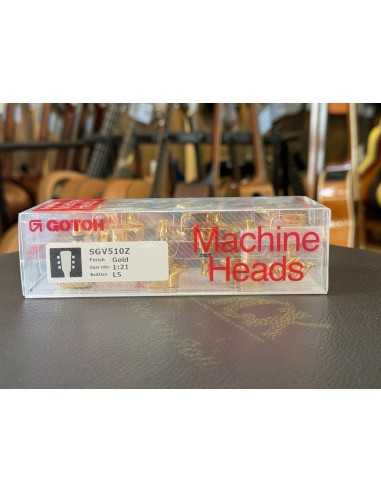 GOTOH
SGV510Z
Finish Gold
Gear ratio 1:21
Button L5
Machine
Heads